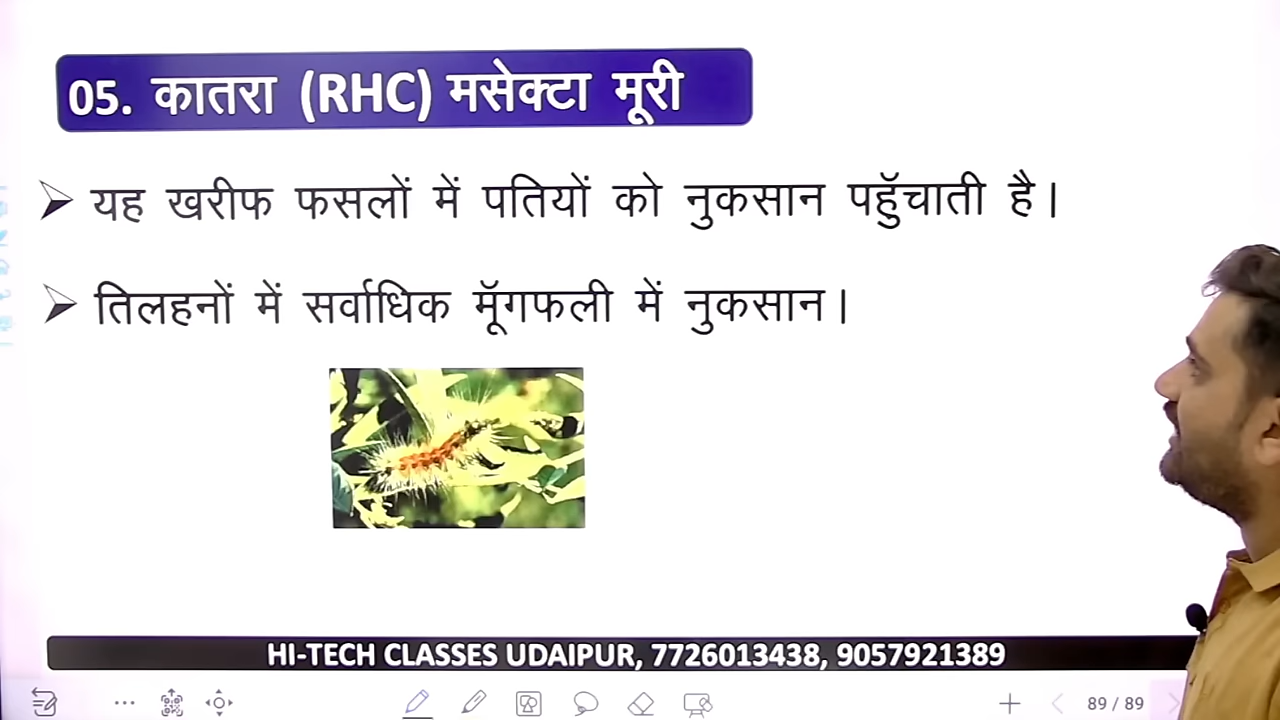 05. कातरा (RHC) मसेक्टा मूरी
यह खरीफ फसलों में पतियों को नुकसान पहुॅचाती है।
तिलहनों में सर्वाधिक मॅूगफली में नुकसान।
HI-TECH CLASSES UDAIPUR, 7726013438, 9057921389
89 / 89